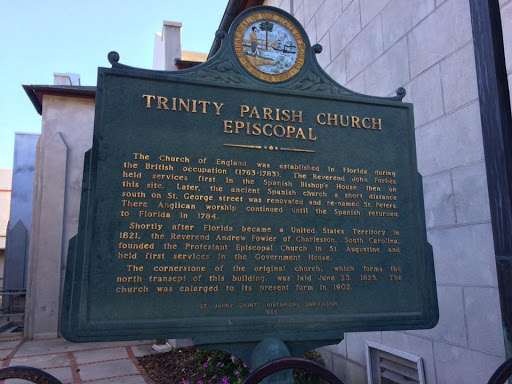 TRINITY PARISH CHURCH
EPISCOPAL
The Church of England was established in Florida during
the British occupation (1763-1783). The Reverend John Forbes
held services first in the Spanish Bishop's House then on
this site. Later, the ancient Spanish church a short distance
south on St. George street was renovated and re-named St. Peters.
There Anglican worship continued until the Spanish returned
to Florida in 1784.
Shortly after Florida became a United States Territory in
1821, the Reverend Andrew Fowler of Charleston, South Carolina,
founded the Protestant Episcopal Church in St. Augustine and
held first services in the Government House.
The cornerstone of the original church, which forms the
north transept of this building, was laid June 23, 1825. The
church was enlarged to its present form in 1902.
ST. JOHNS COUNTY HISTORICAL COMMISSION